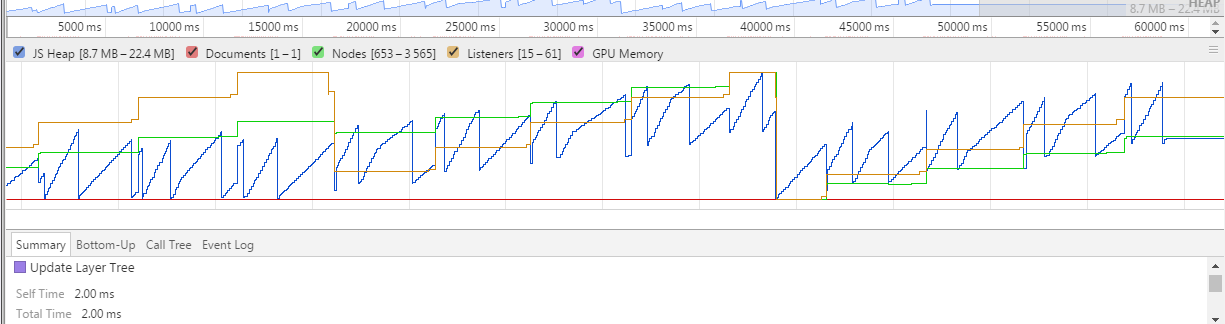 HEAP
8.7 MB – 22.4 MB
5000 ms 10000 ms 15000 ms 20000 ms 25000 ms 30000 ms 35000 ms 40000 ms 45000 ms 50000 ms 55000 ms 60000 ms
JS Heap [8.7 MB – 22.4 MB] Documents [1 – 1] Nodes [653 – 3 565] Listeners [15 – 61] GPU Memory
Summary Bottom-Up Call Tree Event Log
Update Layer Tree
Self Time 2.00 ms
Total Time 2.00 ms